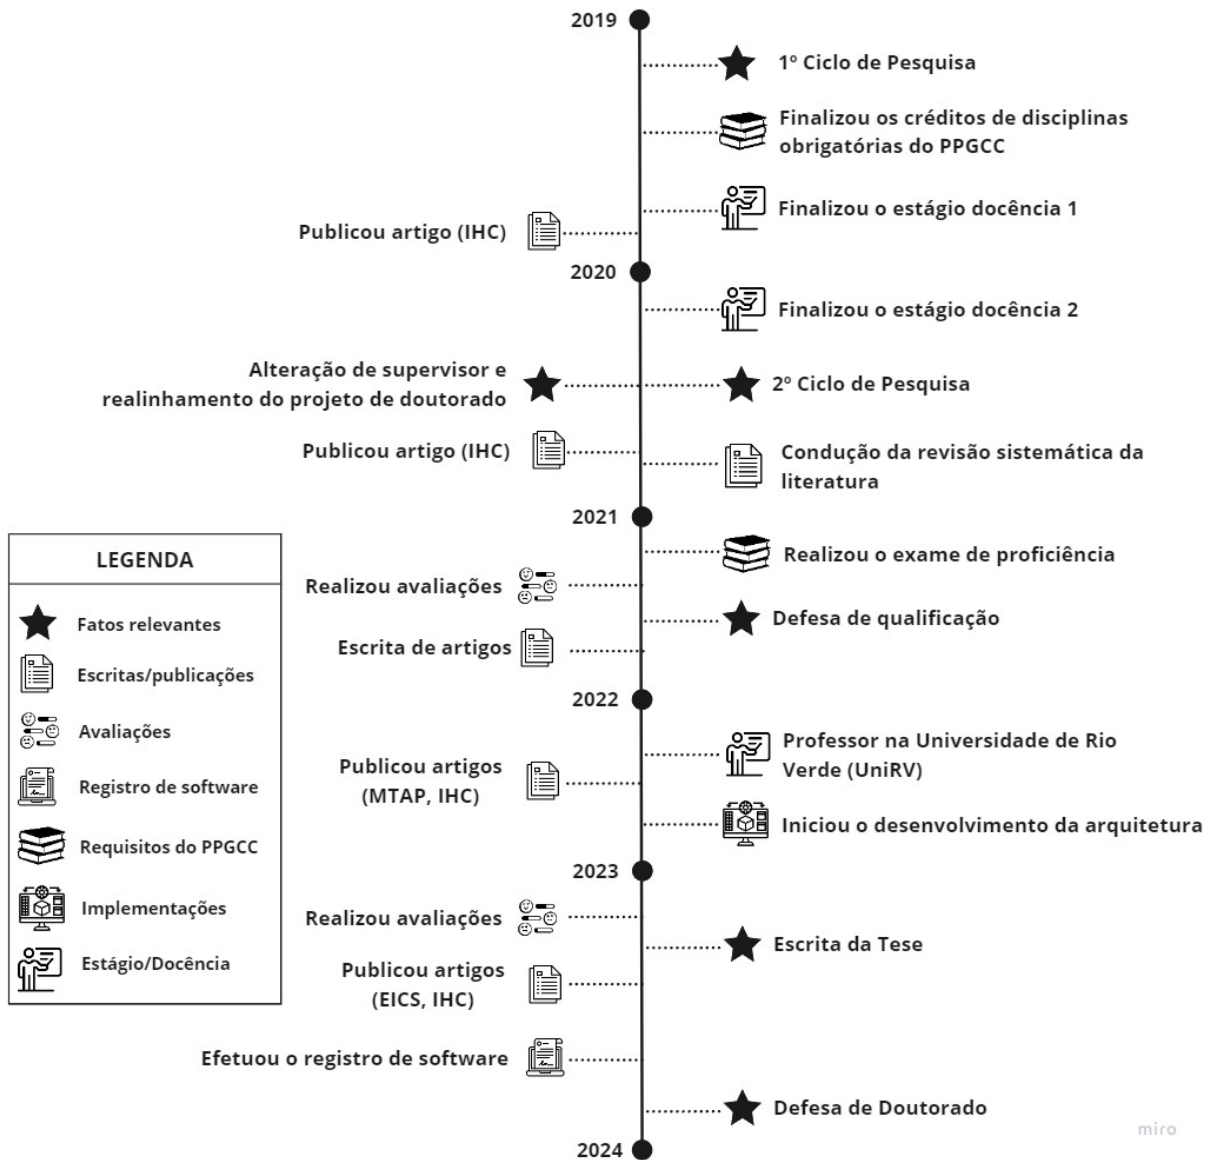 2019
1º Ciclo de Pesquisa
Finalizou os créditos de disciplinas
obrigatórias do PPGCC
Finalizou o estágio docência 1
Publicou artigo (IHC)
2020
Finalizou o estágio docência 2
Alteração de supervisor e
realinhamento do projeto de doutorado
2º Ciclo de Pesquisa
Publicou artigo (IHC)
Condução da revisão sistemática da
literatura
2021
Realizou o exame de proficiência
Realizou avaliações
Defesa de qualificação
Escrita de artigos
2022
Professor na Universidade de Rio
Verde (UniRV)
Publicou artigos
(MTAP, IHC)
Iniciou o desenvolvimento da arquitetura
2023
Realizou avaliações
Escrita da Tese
Publicou artigos
(EICS, IHC)
Efetuou o registro de software
Defesa de Doutorado
2024
LEGENDA
Fatos relevantes
Escritas/publicações
Avaliações
Registro de software
Requisitos do PPGCC
Implementações
Estágio/Docência
miro